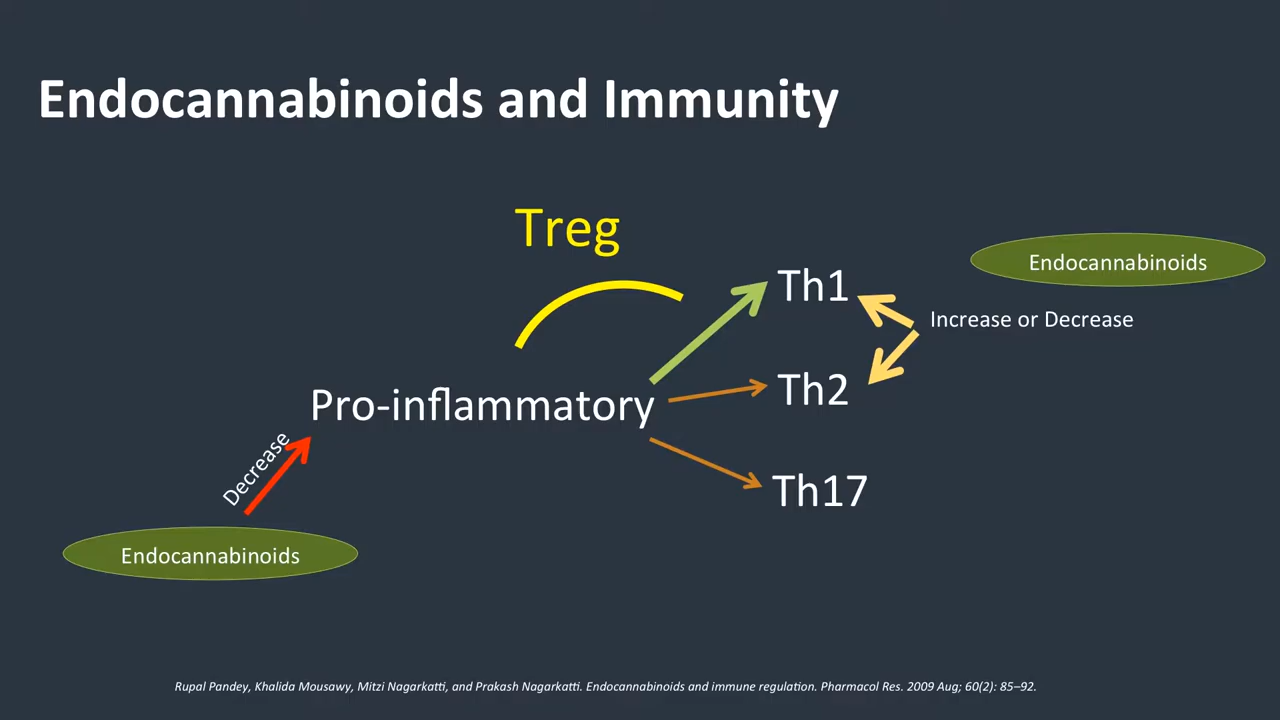 Endocannabinoids and Immunity
Treg
Th1
Endocannabinoids
Increase or Decrease
Th2
Pro-inflammatory
Decrease
Th17
Endocannabinoids
Rupal Pandey, Khalida Mousawy, Mitzi Nagarkatti, and Prakash Nagarkatti. Endocannabinoids and immune regulation. Pharmacol Res. 2009 Aug; 60(2): 85–92.